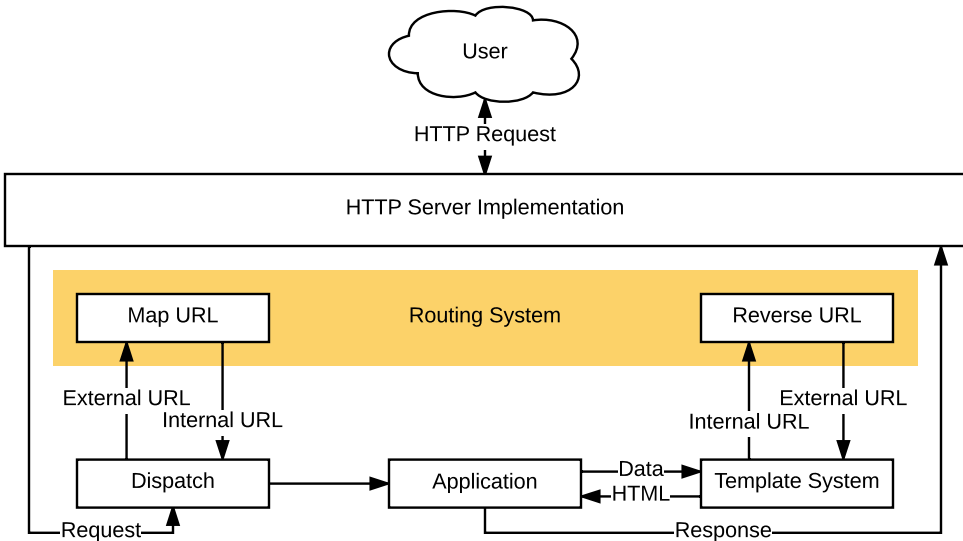 User
HTTP Request
HTTP Server Implementation
Map URL
Routing System
Reverse URL
External URL
Internal URL
External URL
Internal URL
Dispatch
Application
Data
HTML
Template System
Request
Response